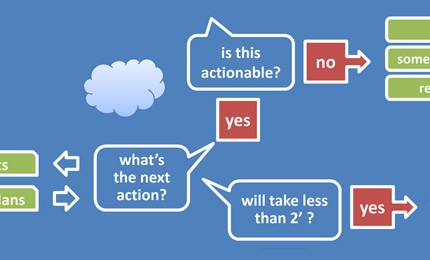 is this
actionable?
no
some
re
yes
what's
the next
action?
ts
lans
will take less
than 2' ?
yes